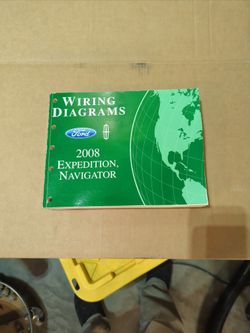 WIRING
DIAGRAMS
Ford
2008
EXPEDITION,
NAVIGATOR